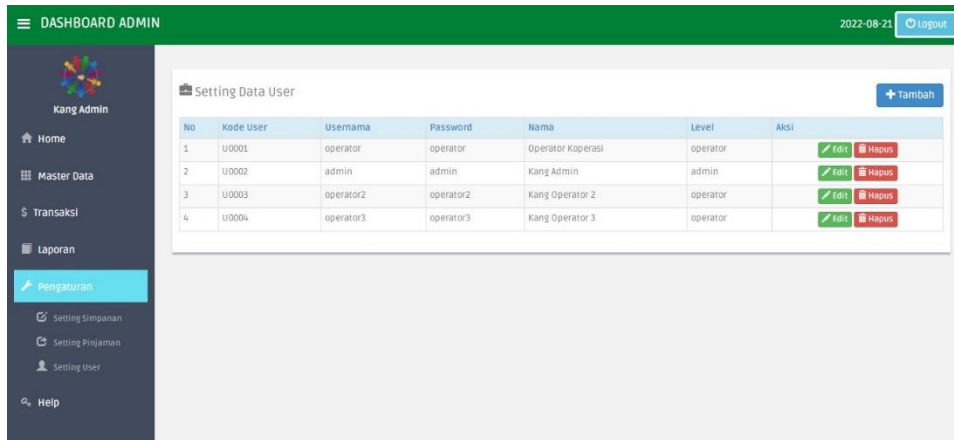 DASHBOARD ADMIN
2022-08-21 Logout
Kang Admin
Home
Master Data
$ Transaksi
Laporan
Pengaturan
Setting Simpanan
Setting Pinjaman
Setting User
Help
Setting Data User
Tambah
No Kode User Usernama Password Nama Level Aksi
1 U0001 operator operator Operator Koperasi operator Edit Hapus
2 U0002 admin admin Kang Admin admin Edit Hapus
3 U0003 operator2 operator2 Kang Operator 2 operator Edit Hapus
4 U0004 operator3 operator3 Kang Operator 3 operator Edit Hapus